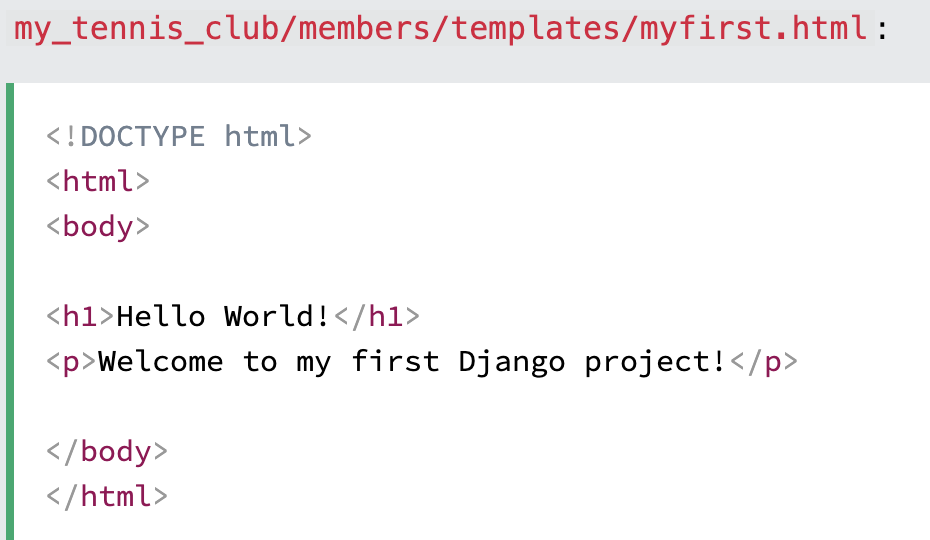 my_tennis_club/members/templates/myfirst.html:
<!DOCTYPE html>
<html>
<body>
<h1>Hello World!</h1>
<p>Welcome to my first Django project!</p>
</body>
</html>